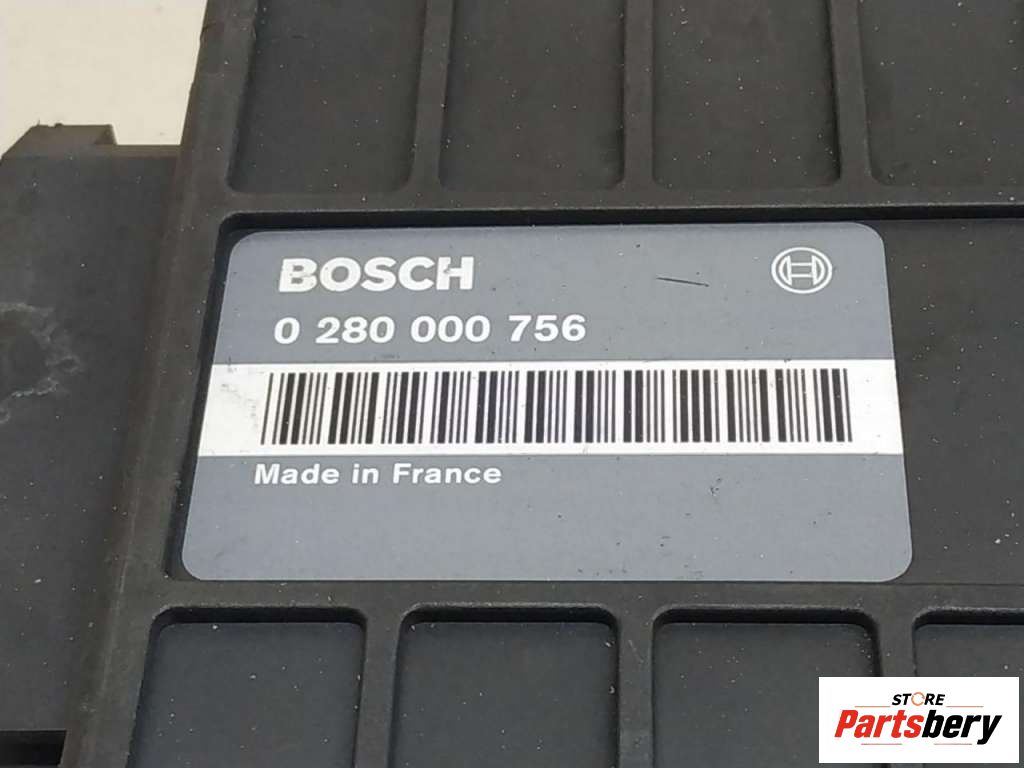 BOSCH
0 280 000 756
Made in France
STORE
Partsbery